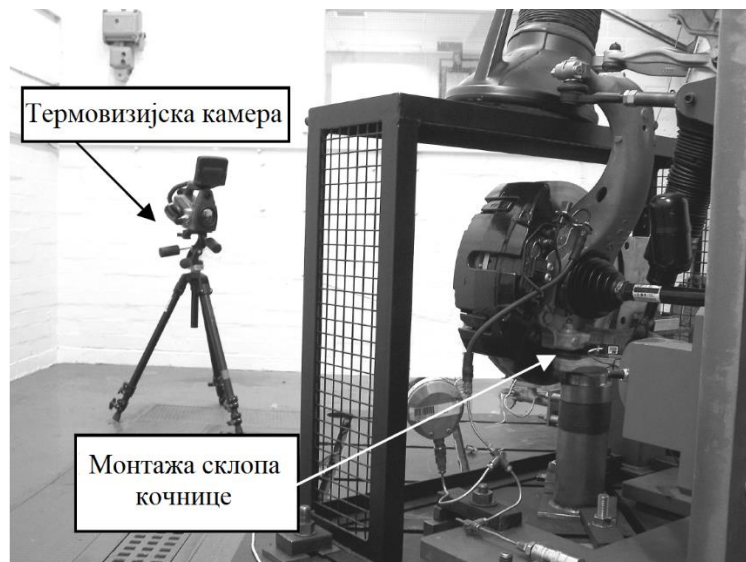 Термовизијска камера
Монтажа склопа
кочнице